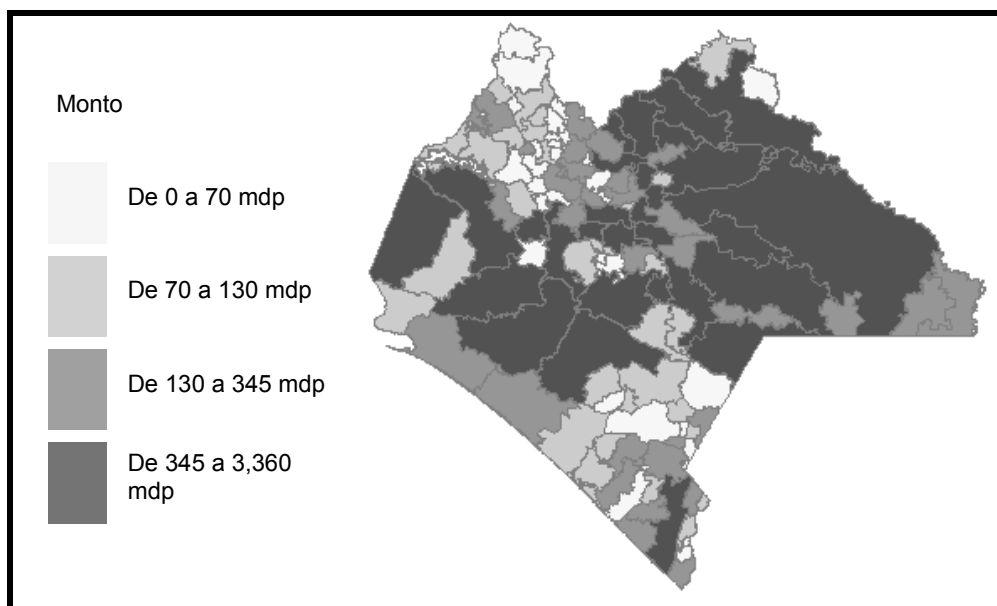 Monto
De 0 a 70 mdp
De 70 a 130 mdp
De 130 a 345 mdp
De 345 a 3,360
mdp